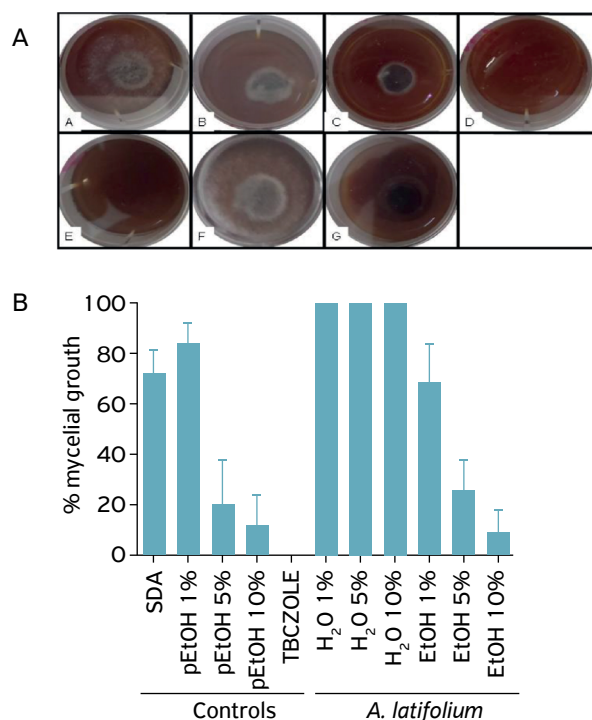 A
A B C D
E F G
B
% mycelial grouth
100
80
60
40
20
0
SDA
pEtOH 1%
pEtOH 5%
pEtOH 10%
TBCZOLE
H₂O 1%
H₂O 5%
H₂O 10%
EtOH 1%
EtOH 5%
EtOH 10%
Controls
A. latifolium